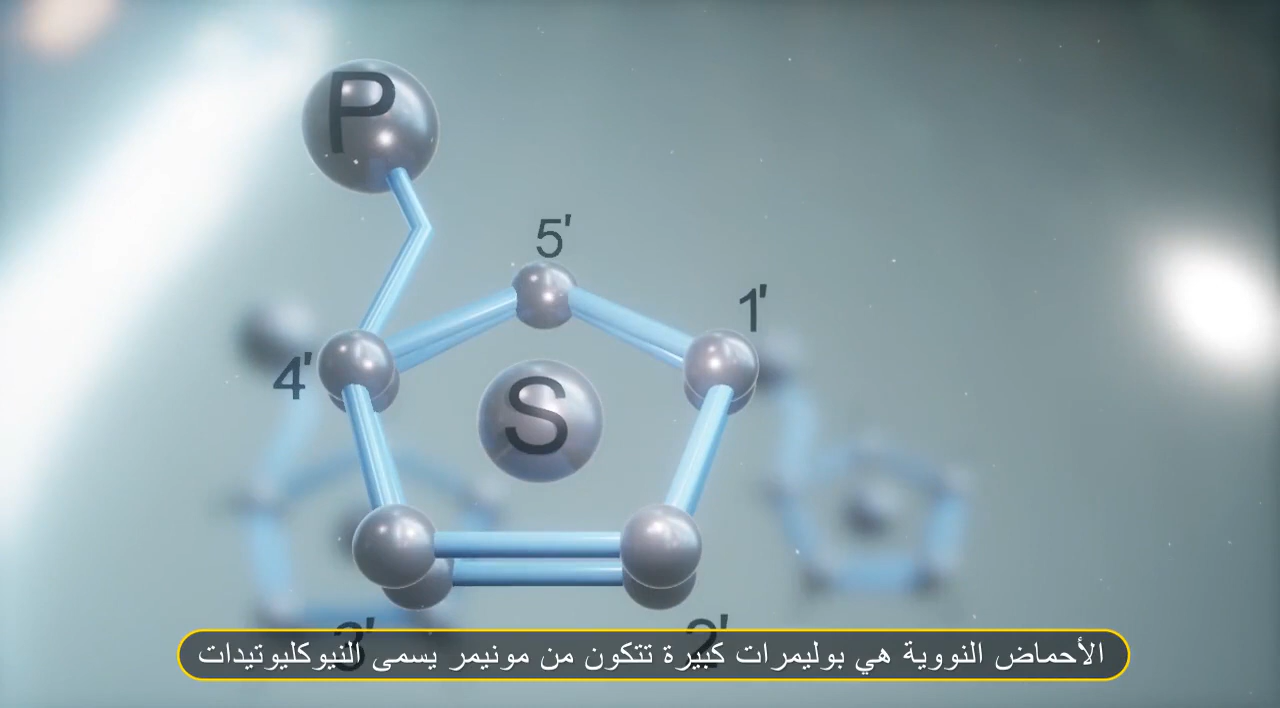 P
5'
1'
4'
S
3'
2'
الأحماض النووية هي بوليمرات كبيرة تتكون من مونيمر يسمى النيوكليوتيدات